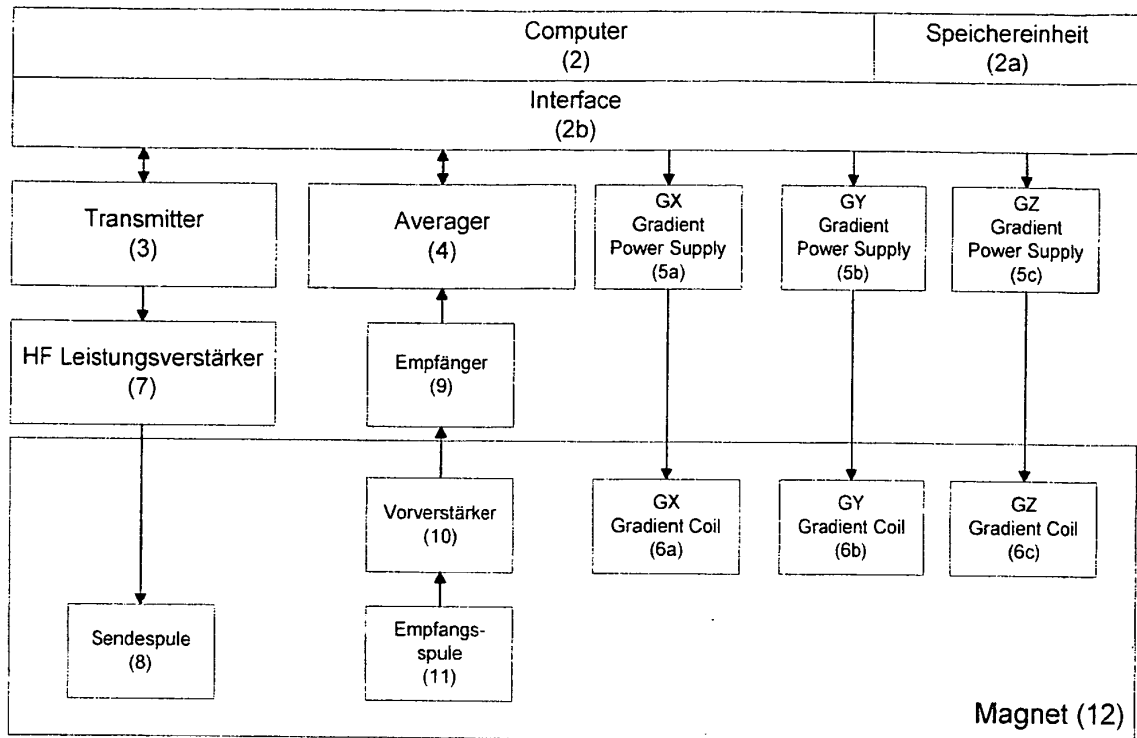 Computer
(2)
Speichereinheit
(2a)
Interface
(2b)
Transmitter
(3)
Averager
(4)
GX
Gradient
Power Supply
(5a)
GY
Gradient
Power Supply
(5b)
GZ
Gradient
Power Supply
(5c)
HF Leistungsverstärker
(7)
Empfänger
(9)
Vorverstärker
(10)
GX
Gradient Coil
(6a)
GY
Gradient Coil
(6b)
GZ
Gradient Coil
(6c)
Sendespule
(8)
Empfangs-
spule
(11)
Magnet (12)